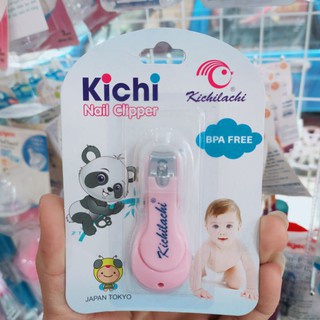 Kichi
Nail Clipper
Kichilachi
BPA FREE
Kichilachi
JAPAN TOKYO